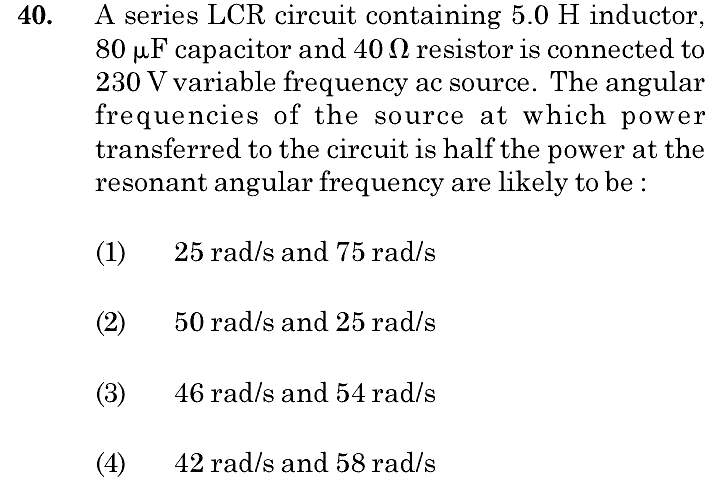 40. A series LCR circuit containing 5.0 H inductor,
80 μF capacitor and 40 Ω resistor is connected to
230 V variable frequency ac source. The angular
frequencies of the source at which power
transferred to the circuit is half the power at the
resonant angular frequency are likely to be :
(1) 25 rad/s and 75 rad/s
(2) 50 rad/s and 25 rad/s
(3) 46 rad/s and 54 rad/s
(4) 42 rad/s and 58 rad/s